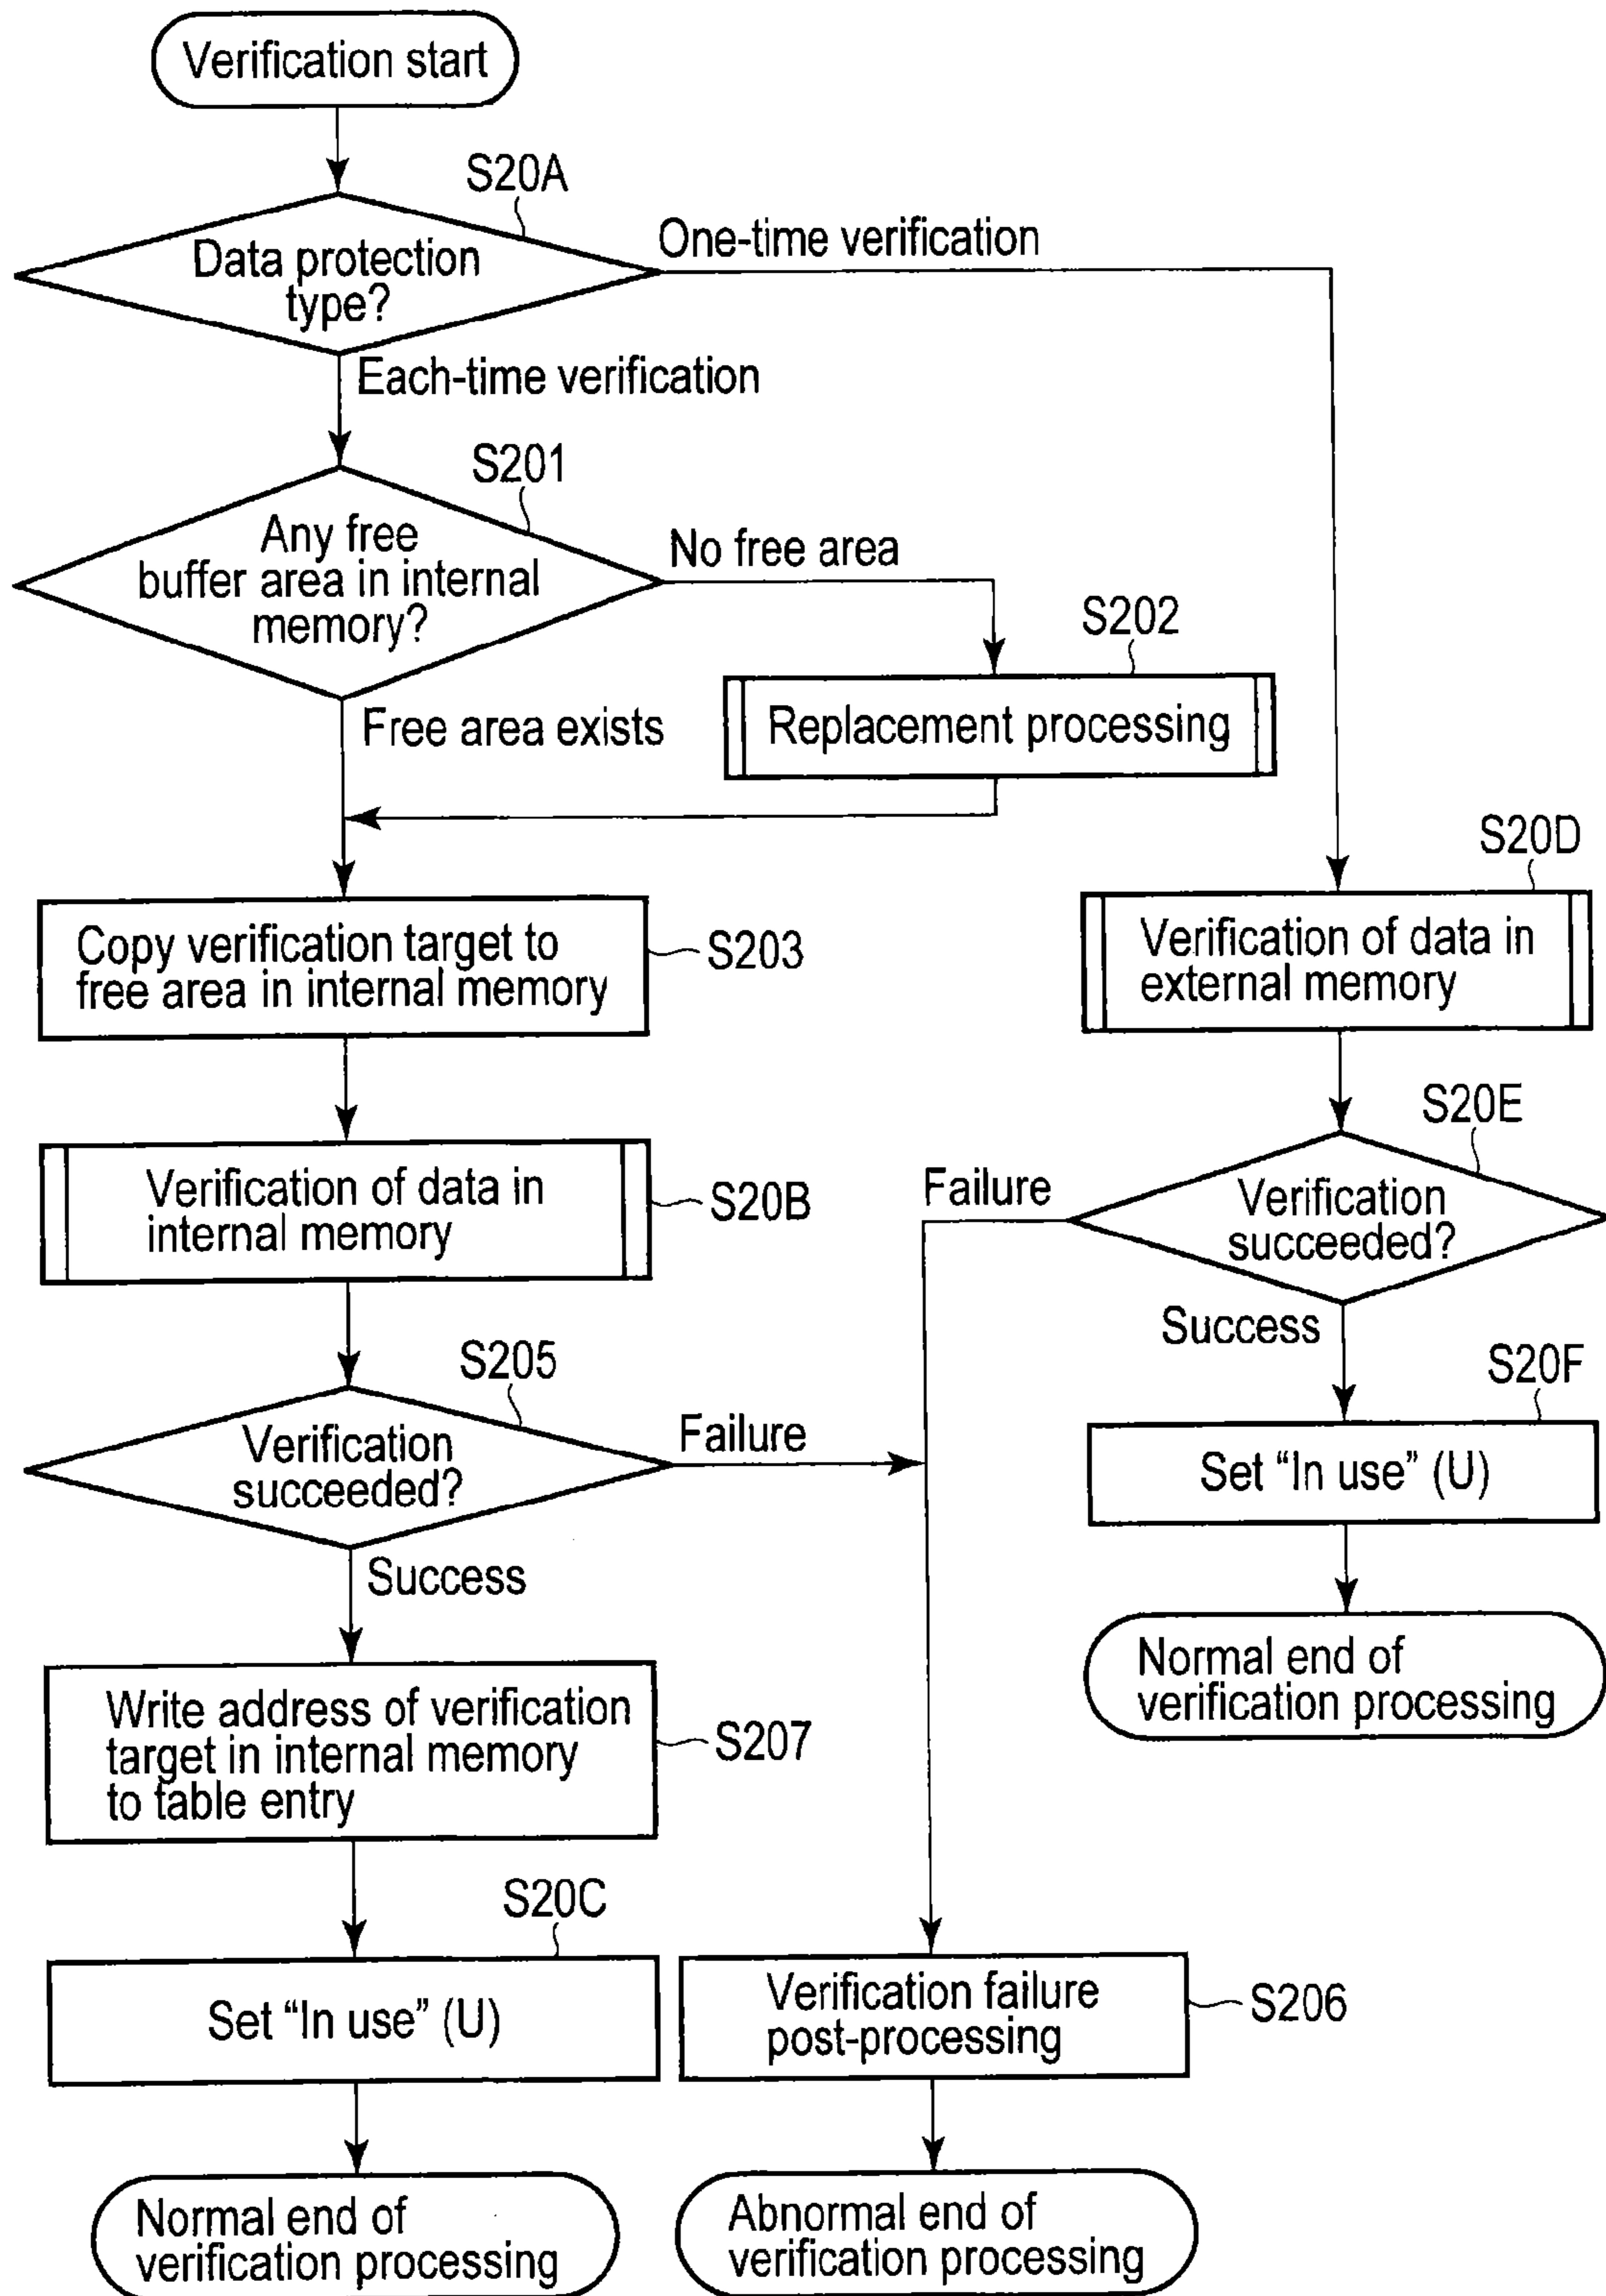 Verification start
S20A
Data protection
type?
One-time verification
Each-time verification
S201
Any free
buffer area in internal
memory?
No free area
S202
Replacement processing
Free area exists
S203
Copy verification target to
free area in internal memory
S20D
Verification of data in
external memory
S20B
Verification of data in
internal memory
S20E
Verification
succeeded?
Failure
Success
S205
Verification
succeeded?
Failure
Success
S20F
Set “In use” (U)
Normal end of
verification processing
S207
Write address of verification
target in internal memory
to table entry
S20C
Set “In use” (U)
S206
Verification failure
post-processing
Normal end of
verification processing
Abnormal end of
verification processing